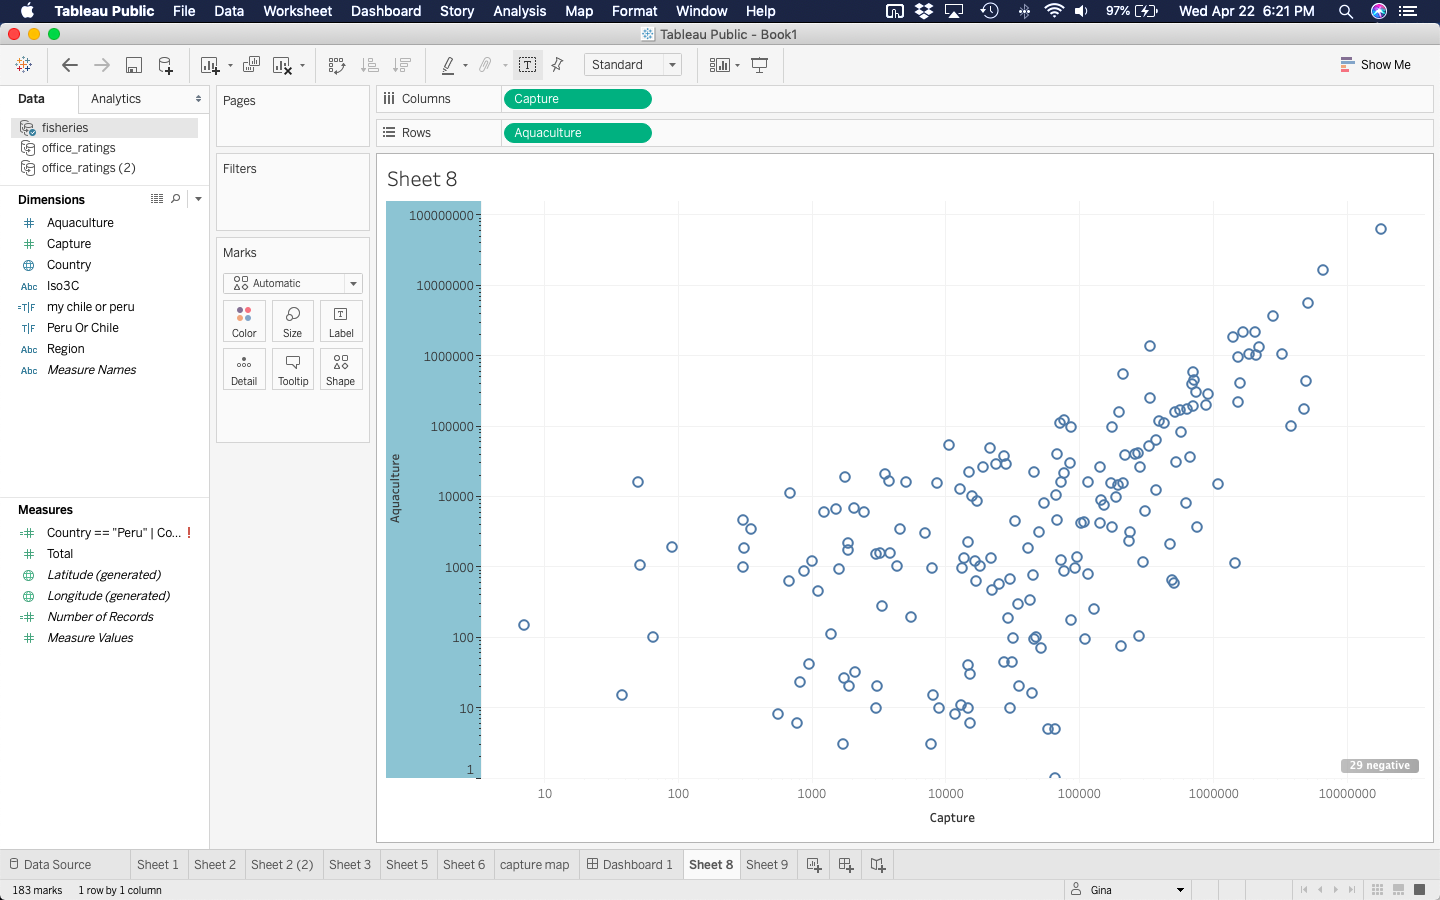 Tableau Public File Data Worksheet Dashboard Story Analysis Map Format Window Help 97% Wed Apr 22 6:21 PM
Tableau Public - Book1
Standard Show Me
Data Analytics
fisheries
office_ratings
office_ratings (2)
Dimensions
# Aquaculture
# Capture
Country
Abc Iso3C
=T|F my chile or peru
T|F Peru Or Chile
Abc Region
Abc Measure Names
Measures
=# Country == "Peru" | Co... !
# Total
Latitude (generated)
Longitude (generated)
=# Number of Records
# Measure Values
Pages
Filters
Marks
Automatic
Color Size Label
Detail Tooltip Shape
Columns Capture
Rows Aquaculture
Sheet 8
100000000
10000000
1000000
100000
10000
1000
100
10
1
Aquaculture
29 negative
10 100 1000 10000 100000 1000000 10000000
Capture
Data Source Sheet 1 Sheet 2 Sheet 2 (2) Sheet 3 Sheet 5 Sheet 6 capture map Dashboard 1 Sheet 8 Sheet 9
183 marks 1 row by 1 column Gina